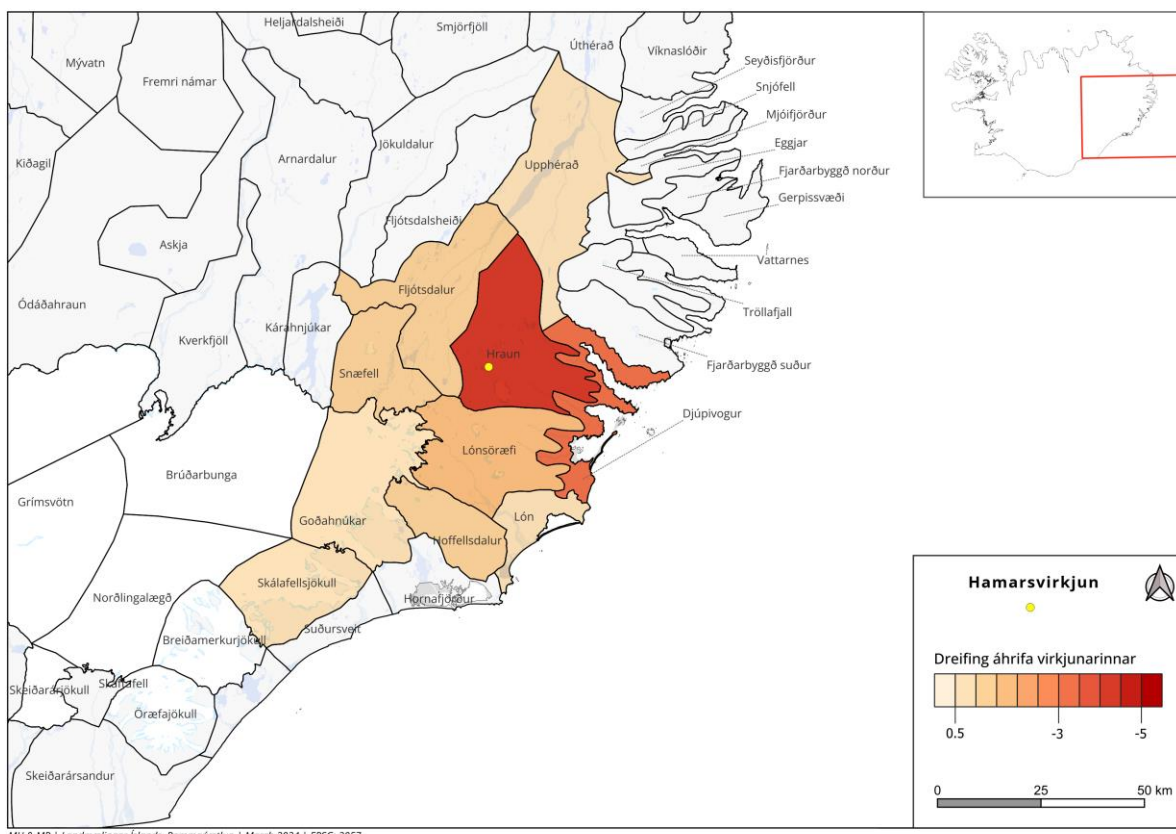 Heljardalsheiði
Smjörfjöll
Úthérað
Víknaslóðir
Mývatn
Fremri námar
Seyðisfjörður
Snjófell
Mjóifjörður
Eggjar
Fjarðarbyggð norður
Gerpissvæði
Kiðagil
Arnardalur
Jökuldalur
Upphérað
Fljótsdalsheiði
Askja
Vattarnes
Ódáðahraun
Fljótsdalur
Tröllafjall
Kverkfjöll
Kárahnjúkar
Hraun
Fjarðarbyggð suður
Snæfell
Djúpivogur
Lónsöræfi
Brúðarbunga
Grímsvötn
Goðahnúkar
Lón
Hoffellsdalur
Skálafellsjökull
Norðlingalægð
Hornafjörður
Suðursveit
Breiðamerkurjökull
Skaftafell
Skeiðarárjökull
Öræfajökull
Skeiðarársandur
Hamarsvirkjun
Dreifing áhrifa virkjunarinnar
0.5 -3 -5
0 25 50 km